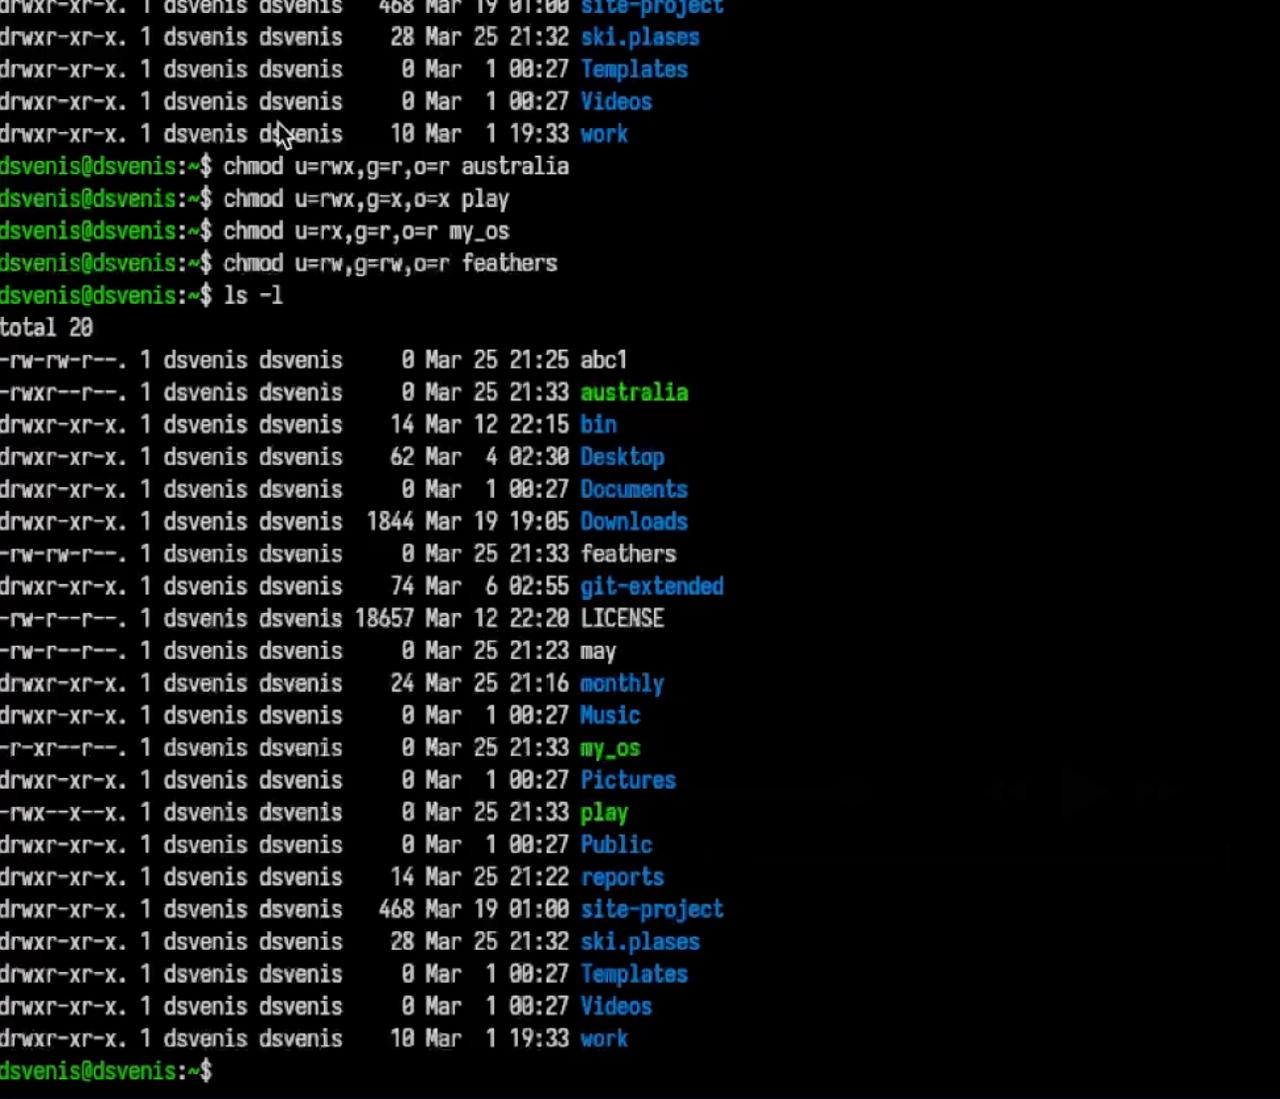 drwxr-xr-x. 1 dsvenis dsvenis   468 Mar 19 01:00 site-project
drwxr-xr-x. 1 dsvenis dsvenis    28 Mar 25 21:32 ski.plases
drwxr-xr-x. 1 dsvenis dsvenis     0 Mar  1 00:27 Templates
drwxr-xr-x. 1 dsvenis dsvenis     0 Mar  1 00:27 Videos
drwxr-xr-x. 1 dsvenis dsvenis    10 Mar  1 19:33 work
dsvenis@dsvenis:~$ chmod u=rwx,g=r,o=r australia
dsvenis@dsvenis:~$ chmod u=rwx,g=x,o=x play
dsvenis@dsvenis:~$ chmod u=rx,g=r,o=r my_os
dsvenis@dsvenis:~$ chmod u=rw,g=rw,o=r feathers
dsvenis@dsvenis:~$ ls -l
total 20
-rw-rw-r--. 1 dsvenis dsvenis     0 Mar 25 21:25 abc1
-rwxr--r--. 1 dsvenis dsvenis     0 Mar 25 21:33 australia
drwxr-xr-x. 1 dsvenis dsvenis    14 Mar 12 22:15 bin
drwxr-xr-x. 1 dsvenis dsvenis    62 Mar  4 02:30 Desktop
drwxr-xr-x. 1 dsvenis dsvenis     0 Mar  1 00:27 Documents
drwxr-xr-x. 1 dsvenis dsvenis  1844 Mar 19 19:05 Downloads
-rw-rw-r--. 1 dsvenis dsvenis     0 Mar 25 21:33 feathers
drwxr-xr-x. 1 dsvenis dsvenis    74 Mar  6 02:55 git-extended
-rw-r--r--. 1 dsvenis dsvenis 18657 Mar 12 22:20 LICENSE
-rw-r--r--. 1 dsvenis dsvenis     0 Mar 25 21:23 may
drwxr-xr-x. 1 dsvenis dsvenis    24 Mar 25 21:16 monthly
drwxr-xr-x. 1 dsvenis dsvenis     0 Mar  1 00:27 Music
-r-xr--r--. 1 dsvenis dsvenis     0 Mar 25 21:33 my_os
drwxr-xr-x. 1 dsvenis dsvenis     0 Mar  1 00:27 Pictures
-rwx--x--x. 1 dsvenis dsvenis     0 Mar 25 21:33 play
drwxr-xr-x. 1 dsvenis dsvenis     0 Mar  1 00:27 Public
drwxr-xr-x. 1 dsvenis dsvenis    14 Mar 25 21:22 reports
drwxr-xr-x. 1 dsvenis dsvenis   468 Mar 19 01:00 site-project
drwxr-xr-x. 1 dsvenis dsvenis    28 Mar 25 21:32 ski.plases
drwxr-xr-x. 1 dsvenis dsvenis     0 Mar  1 00:27 Templates
drwxr-xr-x. 1 dsvenis dsvenis     0 Mar  1 00:27 Videos
drwxr-xr-x. 1 dsvenis dsvenis    10 Mar  1 19:33 work
dsvenis@dsvenis:~$